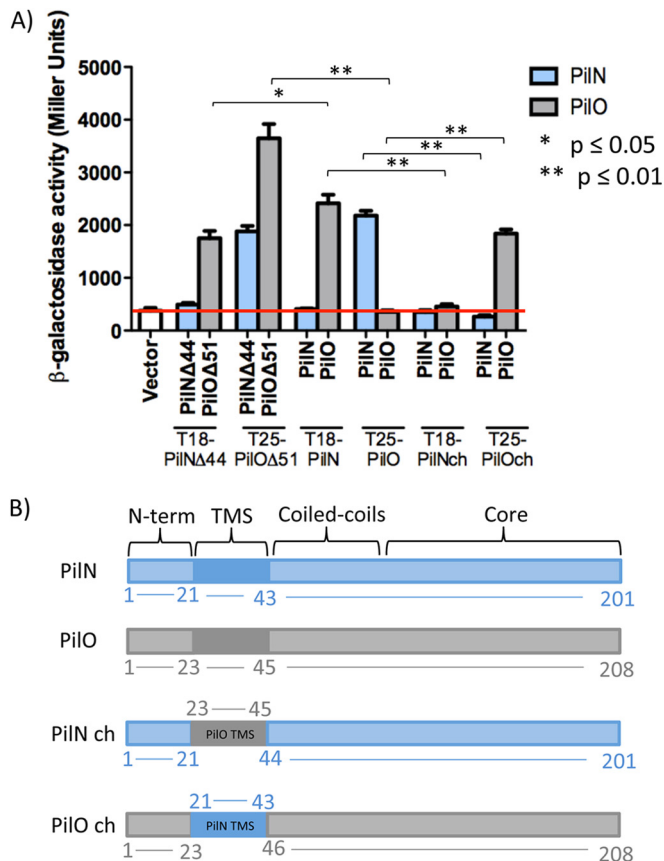 A)
β-galactosidase activity (Miller Units)
5000
4000
3000
2000
1000
0
**
*
**
**
**
PilN
PilO
* p ≤ 0.05
** p ≤ 0.01
Vector
PilNΔ44
PilOΔ51
PilNΔ44
PilOΔ51
PilN
PilO
PilN
PilO
PilN
PilO
PilN
PilO
T18-
PilNΔ44
T25-
PilOΔ51
T18-
PilN
T25-
PilO
T18-
PilNch
T25-
PilOch
B)
N-term TMS Coiled-coils Core
PilN
1 21 43 201
PilO
1 23 45 208
23 45
PilN ch
PilO TMS
1 21 44 201
21 43
PilO ch
PilN TMS
1 23 46 208